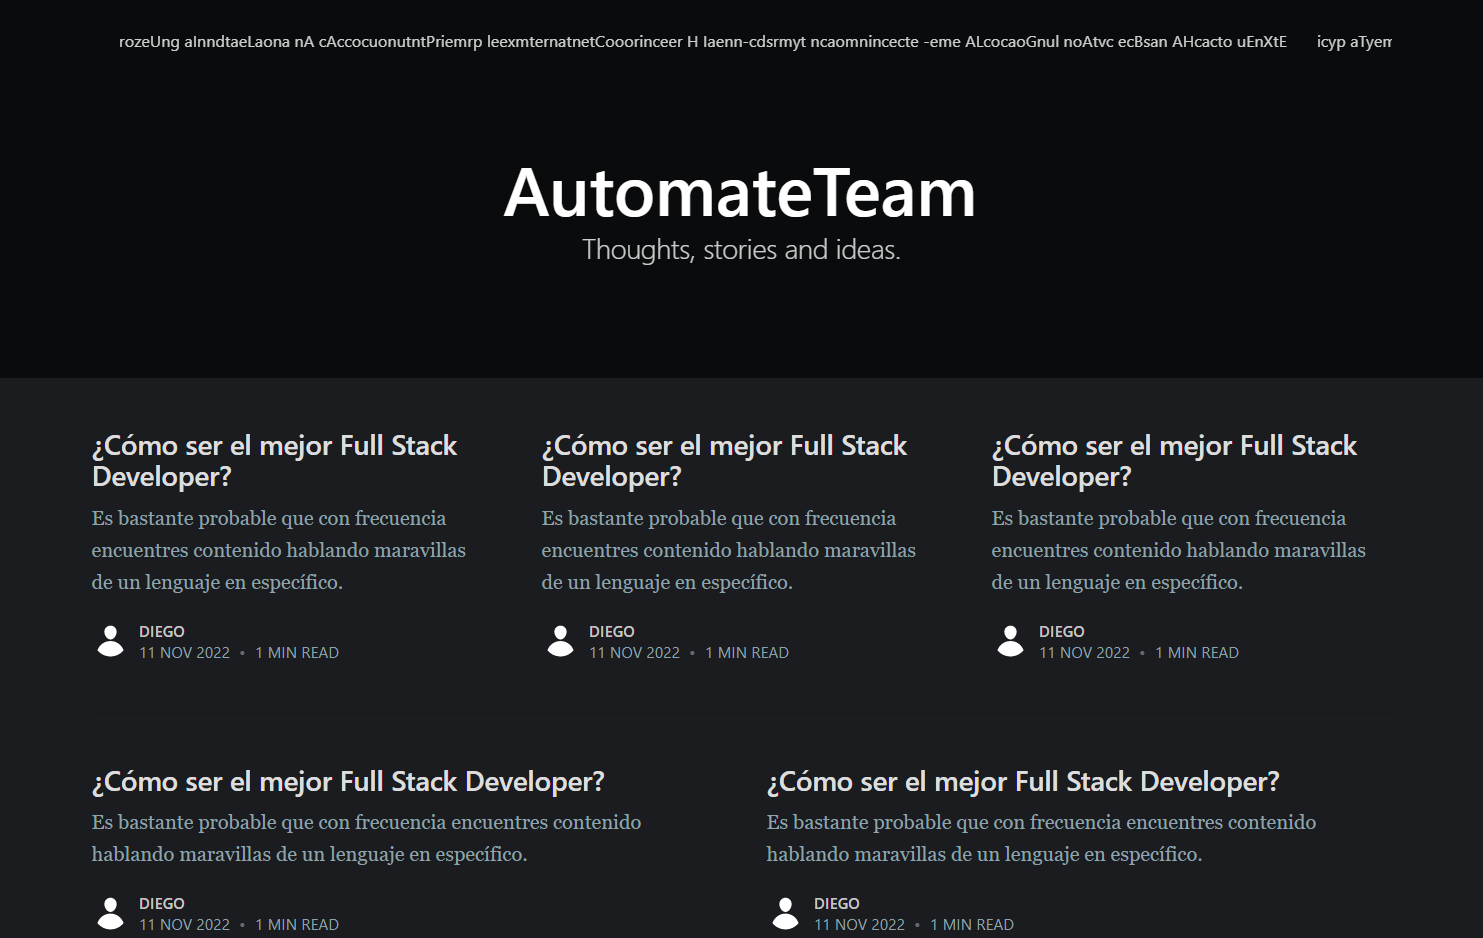 rozeUng aInndtaeLaona nA cAccocuonutntPriemrp leexmternatnetCooorinceer H Iaenn-cdsrmyt ncaomnincecte -eme ALcocaoGnul noAtvc ecBsan AHcacto uEnXtE icyp aTyem
AutomateTeam
Thoughts, stories and ideas.
¿Cómo ser el mejor Full Stack
Developer?
Es bastante probable que con frecuencia
encuentres contenido hablando maravillas
de un lenguaje en específico.
DIEGO
11 NOV 2022 • 1 MIN READ
¿Cómo ser el mejor Full Stack
Developer?
Es bastante probable que con frecuencia
encuentres contenido hablando maravillas
de un lenguaje en específico.
DIEGO
11 NOV 2022 • 1 MIN READ
¿Cómo ser el mejor Full Stack
Developer?
Es bastante probable que con frecuencia
encuentres contenido hablando maravillas
de un lenguaje en específico.
DIEGO
11 NOV 2022 • 1 MIN READ
¿Cómo ser el mejor Full Stack Developer?
Es bastante probable que con frecuencia encuentres contenido
hablando maravillas de un lenguaje en específico.
DIEGO
11 NOV 2022 • 1 MIN READ
¿Cómo ser el mejor Full Stack Developer?
Es bastante probable que con frecuencia encuentres contenido
hablando maravillas de un lenguaje en específico.
DIEGO
11 NOV 2022 • 1 MIN READ